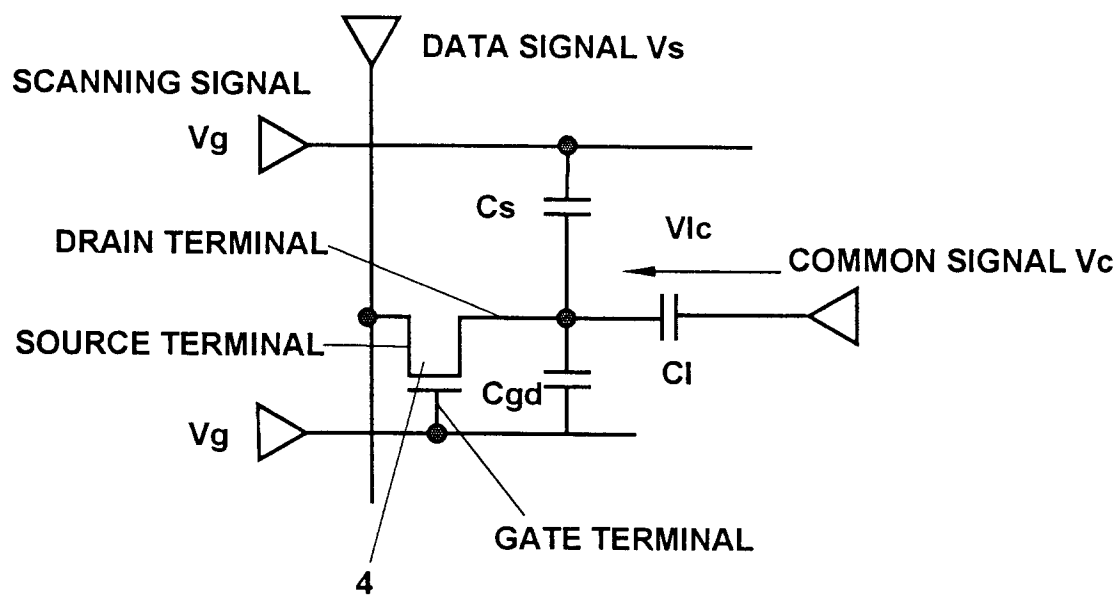 DATA SIGNAL Vs
SCANNING SIGNAL
Vg
Cs
Vlc
DRAIN TERMINAL
COMMON SIGNAL Vc
SOURCE TERMINAL
Cl
Cgd
Vg
GATE TERMINAL
4